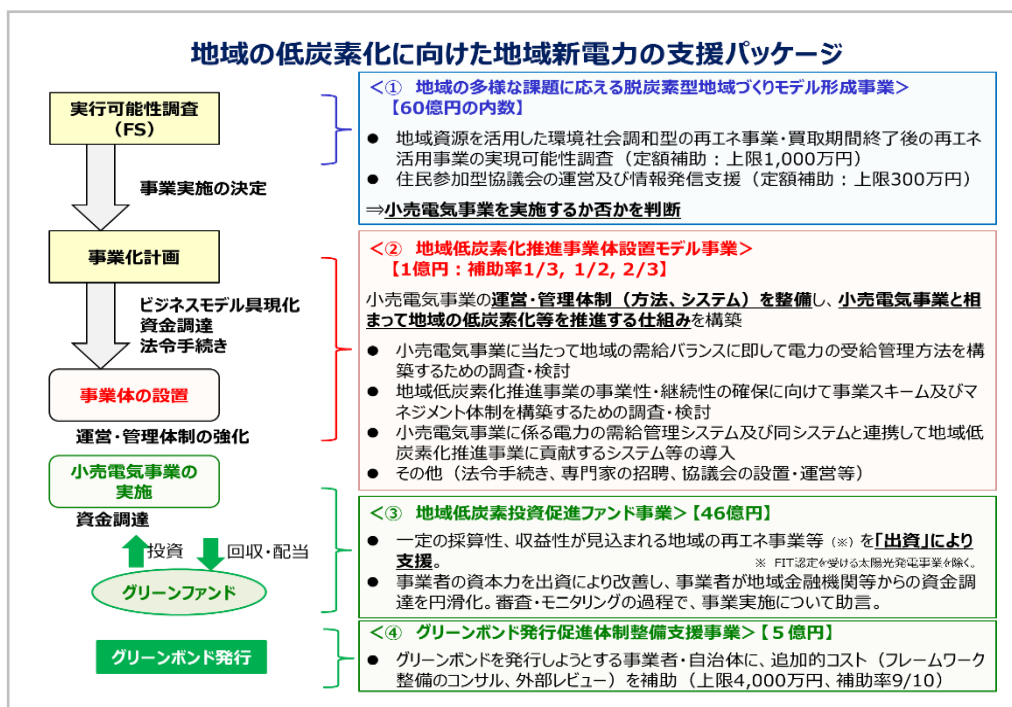 地域の低炭素化に向けた地域新電力の支援パッケージ
実行可能性調査
(FS)
事業実施の決定
事業化計画
ビジネスモデル具現化
資金調達
法令手続き
事業体の設置
運営・管理体制の強化
小売電気事業の
実施
資金調達
投資
回収・配当
グリーンファンド
グリーンボンド発行
<① 地域の多様な課題に応える脱炭素型地域づくりモデル形成事業>
【60億円の内数】
● 地域資源を活用した環境社会調和型の再エネ事業・買取期間終了後の再エネ
活用事業の実現可能性調査（定額補助：上限1,000万円）
● 住民参加型協議会の運営及び情報発信支援（定額補助：上限300万円）
⇒小売電気事業を実施するか否かを判断
<② 地域低炭素化推進事業体設置モデル事業>
【1億円：補助率1/3, 1/2, 2/3】
小売電気事業の運営・管理体制（方法、システム）を整備し、小売電気事業と相
まって地域の低炭素化等を推進する仕組みを構築
● 小売電気事業に当たって地域の需給バランスに即して電力の受給管理方法を構
築するための調査・検討
● 地域低炭素化推進事業の事業性・継続性の確保に向けて事業スキーム及びマ
ネジメント体制を構築するための調査・検討
● 小売電気事業に係る電力の需給管理システム及び同システムと連携して地域低
炭素化推進事業に貢献するシステム等の導入
● その他（法令手続き、専門家の招聘、協議会の設置・運営等）
<③ 地域低炭素投資促進ファンド事業>【46億円】
● 一定の採算性、収益性が見込まれる地域の再エネ事業等（※）を「出資」により
支援。
※ FIT認定を受ける太陽光発電事業を除く。
● 事業者の資本力を出資により改善し、事業者が地域金融機関等からの資金調
達を円滑化。審査・モニタリングの過程で、事業実施について助言。
<④ グリーンボンド発行促進体制整備支援事業>【５億円】
● グリーンボンドを発行しようとする事業者・自治体に、追加的コスト（フレームワーク
整備のコンサル、外部レビュー）を補助（上限4,000万円、補助率9/10）